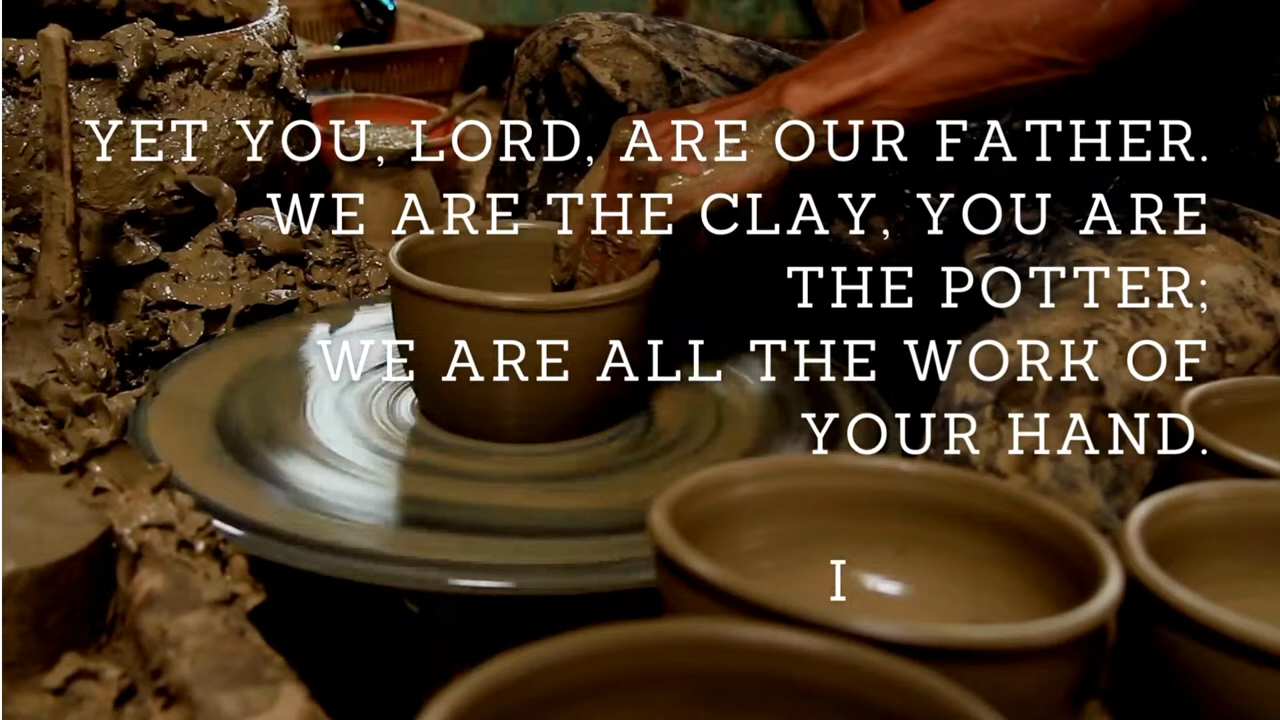 YET YOU, LORD, ARE OUR FATHER.
WE ARE THE CLAY, YOU ARE
THE POTTER;
WE ARE ALL THE WORK OF
YOUR HAND.
I